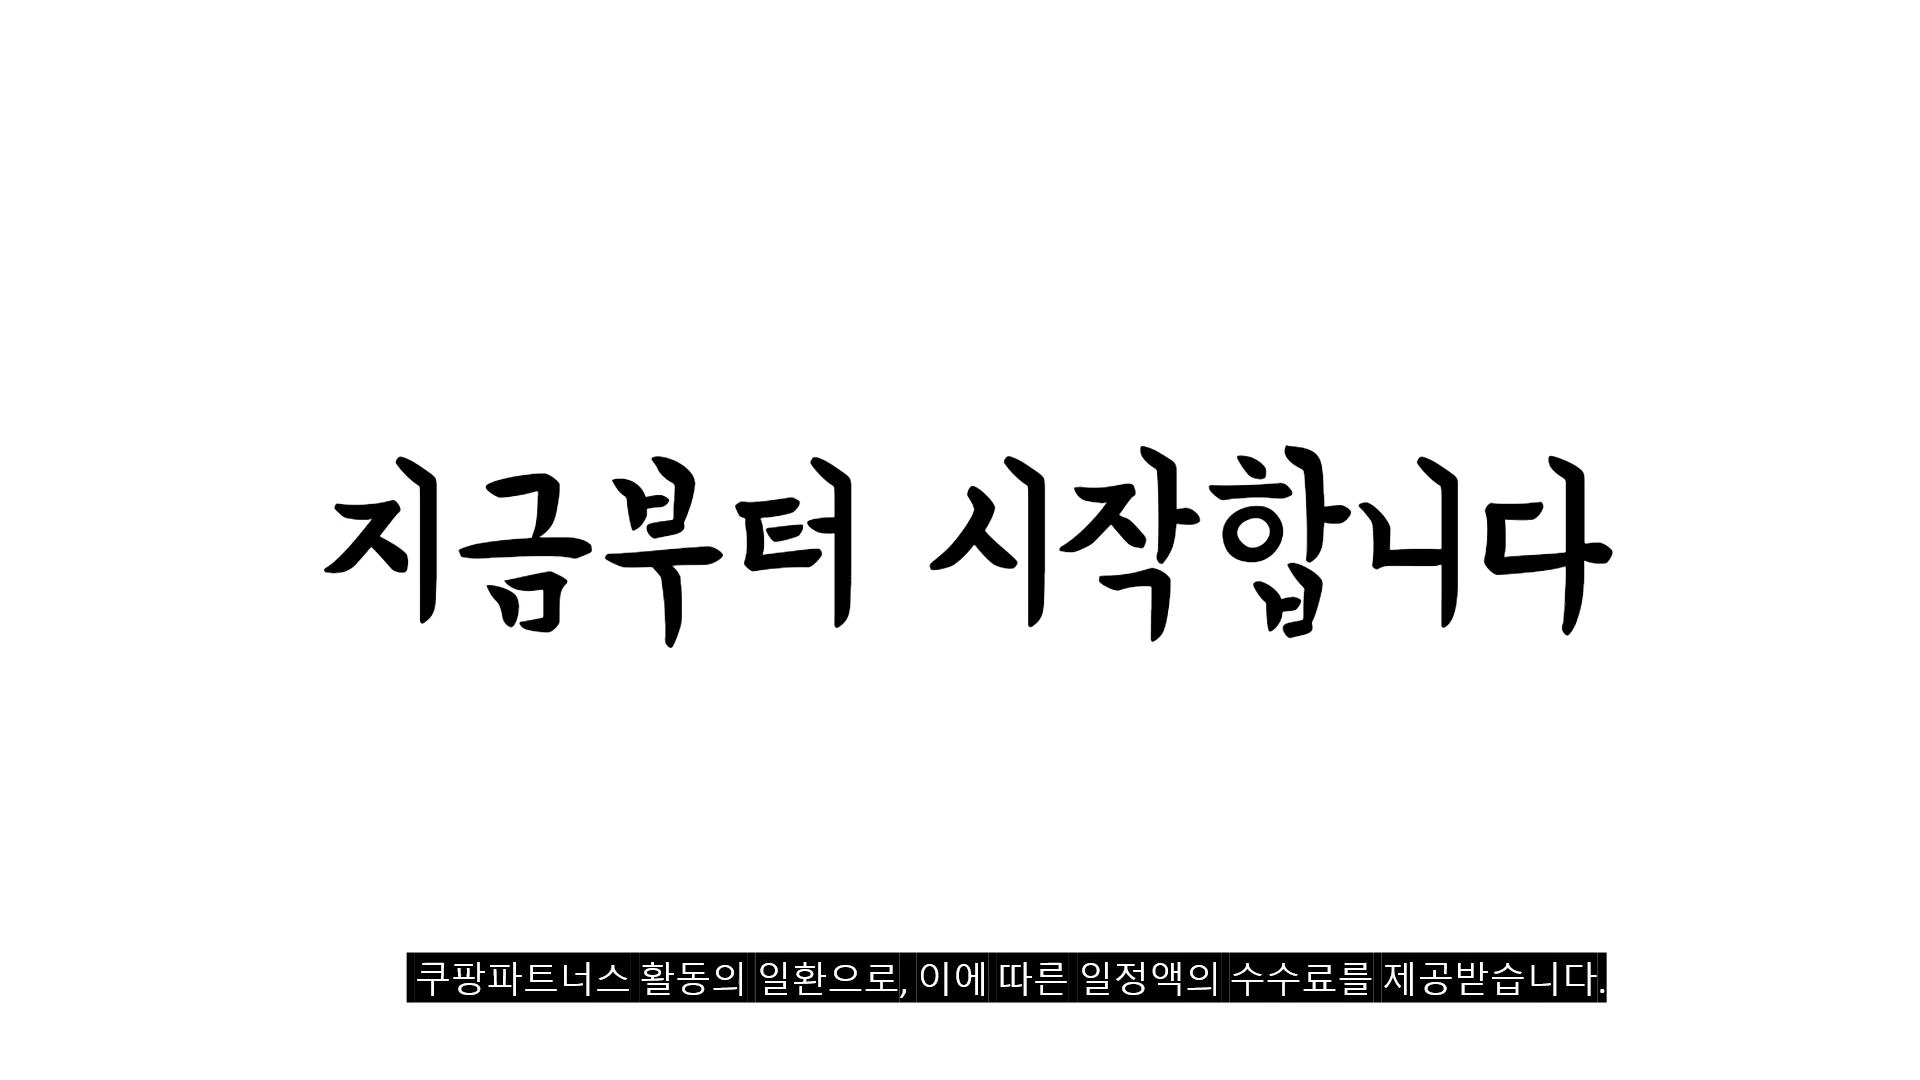 지금부터 시작합니다
쿠팡파트너스 활동의 일환으로, 이에 따른 일정액의 수수료를 제공받습니다.